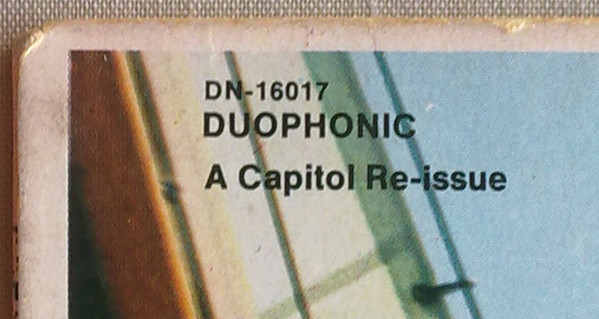 DN-16017
DUOPHONIC
A Capitol Re-issue